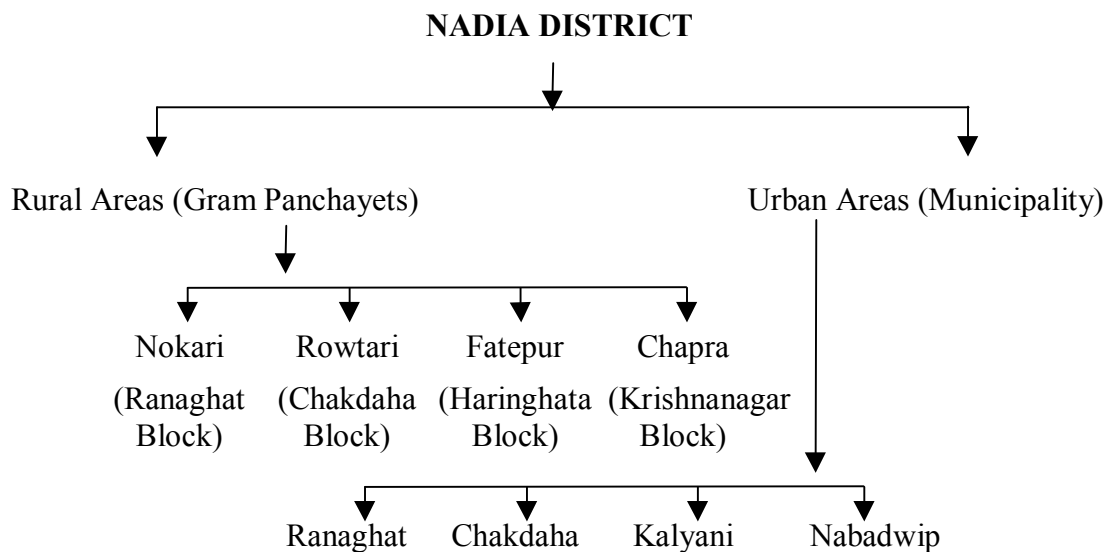 NADIA DISTRICT
Rural Areas (Gram Panchayets)
Urban Areas (Municipality)
Nokari
Rowtari
Fatepur
Chapra
(Ranaghat
Block)
(Chakdaha
Block)
(Haringhata
Block)
(Krishnanagar
Block)
Ranaghat
Chakdaha
Kalyani
Nabadwip